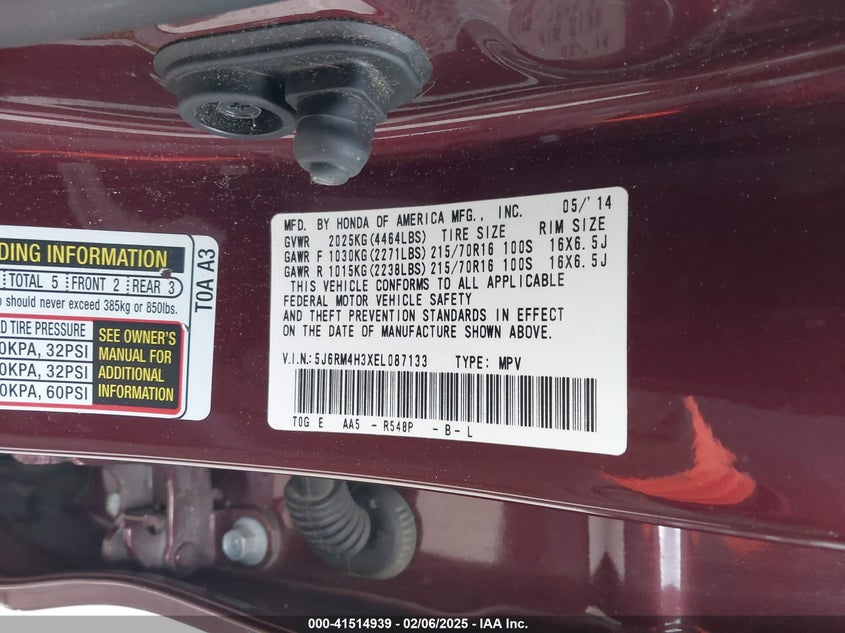 DING INFORMATION
TOTAL 5 FRONT 2 REAR 3
should never exceed 385kg or 850lbs.
TIRE PRESSURE
0KPA, 32PSI
0KPA, 32PSI
0KPA, 60PSI
SEE OWNER'S
MANUAL FOR
ADDITIONAL
INFORMATION
T0A A3
MFD. BY HONDA OF AMERICA MFG., INC. 05/'14
GVWR 2025KG(4464LBS) TIRE SIZE RIM SIZE
GAWR F 1030KG(2271LBS) 215/70R16 100S 16X6.5J
GAWR R 1015KG(2238LBS) 215/70R16 100S 16X6.5J
THIS VEHICLE CONFORMS TO ALL APPLICABLE
FEDERAL MOTOR VEHICLE SAFETY
AND THEFT PREVENTION STANDARDS IN EFFECT
ON THE DATE OF MANUFACTURE SHOWN ABOVE.
V.I.N.:5J6RM4H3XEL087133 TYPE: MPV
T0G E AA5 - R548P - B - L
000-41514939 - 02/06/2025 - IAA Inc.